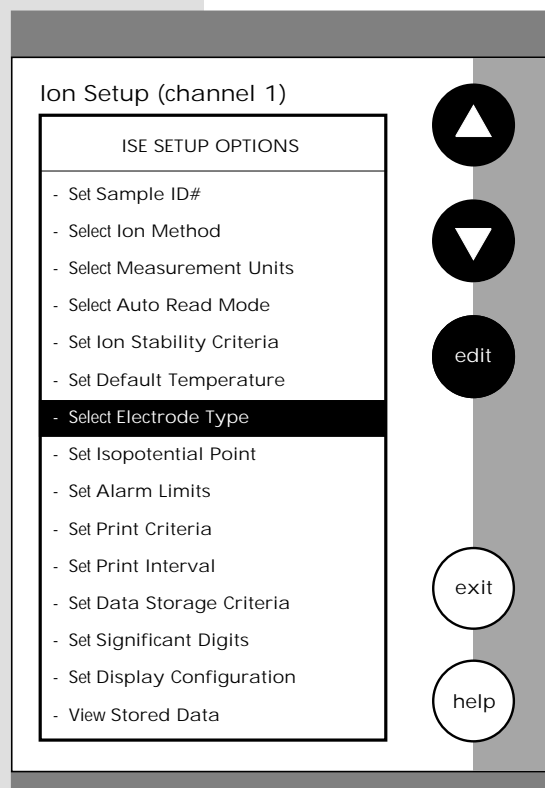 Ion Setup (channel 1)
ISE SETUP OPTIONS
- Set Sample ID#
- Select Ion Method
- Select Measurement Units
- Select Auto Read Mode
- Set Ion Stability Criteria
- Set Default Temperature
- Select Electrode Type
- Set Isopotential Point
- Set Alarm Limits
- Set Print Criteria
- Set Print Interval
- Set Data Storage Criteria
- Set Significant Digits
- Set Display Configuration
- View Stored Data
edit
exit
help